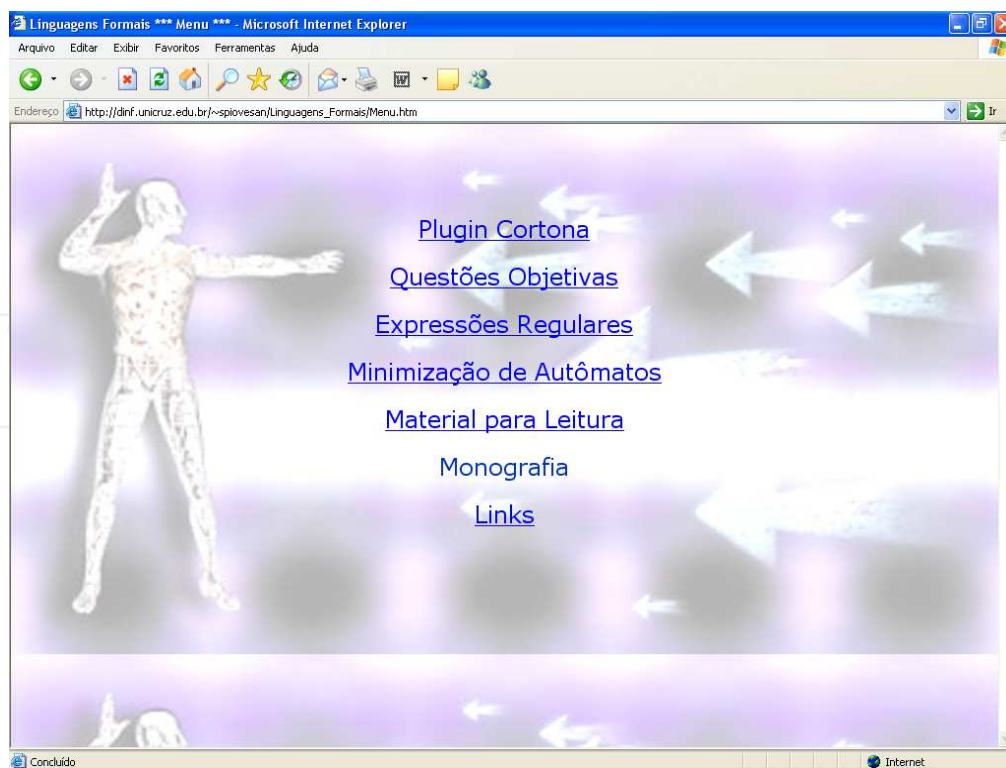 Linguagens Formais *** Menu *** - Microsoft Internet Explorer
Arquivo Editar Exibir Favoritos Ferramentas Ajuda
Endereço http://dinf.unicruz.edu.br/~spiovesan/Linguagens_Formais/Menu.htm Ir
Plugin Cortona
Questões Objetivas
Expressões Regulares
Minimização de Autômatos
Material para Leitura
Monografia
Links
Concluído Internet